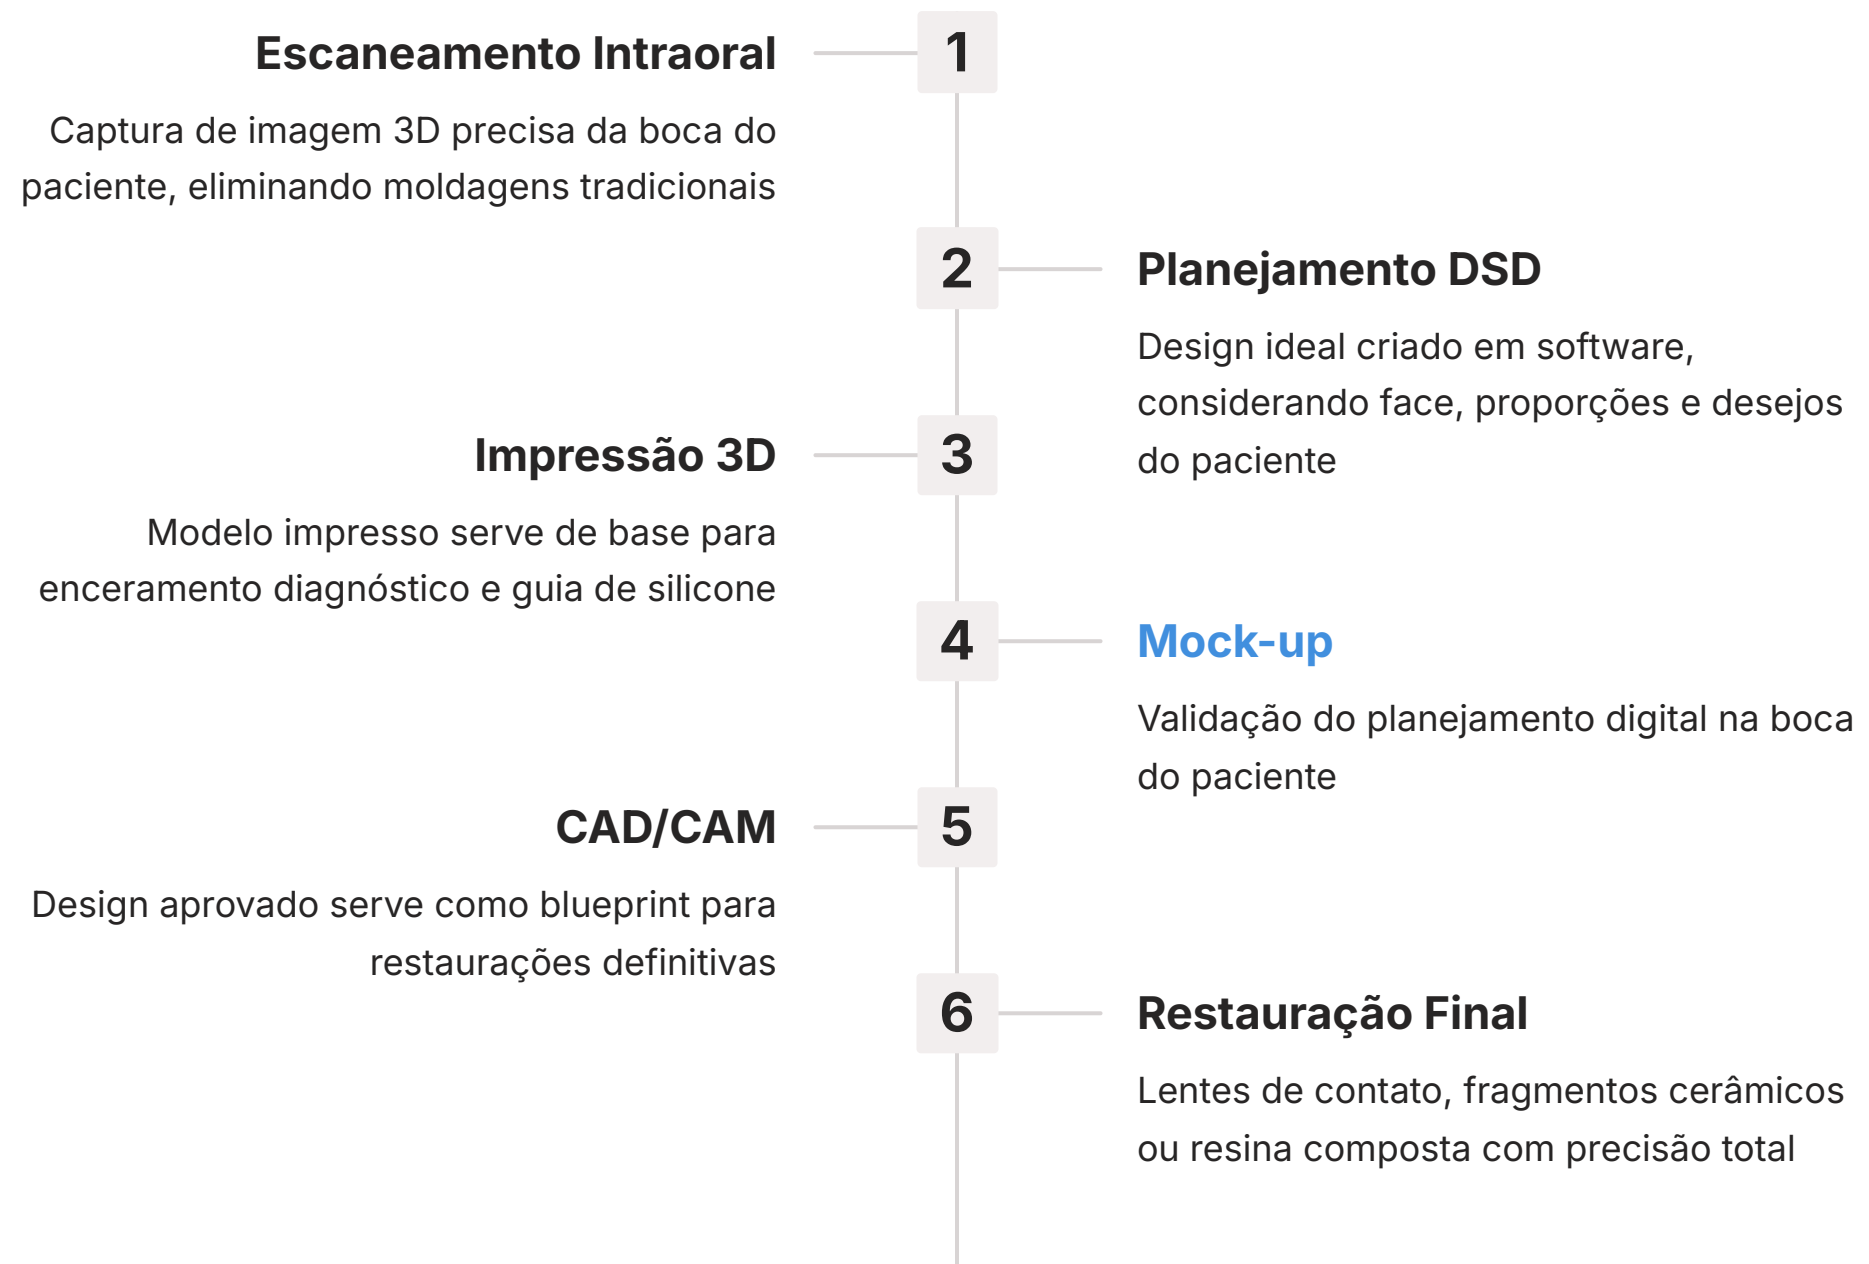 Escaneamento Intraoral
1
Captura de imagem 3D precisa da boca do
paciente, eliminando moldagens tradicionais
2
Planejamento DSD
Design ideal criado em software,
considerando face, proporções e desejos
do paciente
Impressão 3D
3
Modelo impresso serve de base para
enceramento diagnóstico e guia de silicone
4
Mock-up
Validação do planejamento digital na boca
do paciente
CAD/CAM
5
Design aprovado serve como blueprint para
restaurações definitivas
6
Restauração Final
Lentes de contato, fragmentos cerâmicos
ou resina composta com precisão total